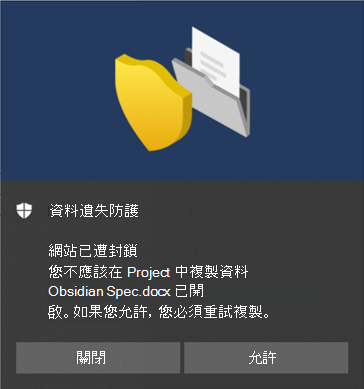 資料遺失防護
網站已遭封鎖
您不應該在 Project 中複製資料
Obsidian Spec.docx 已開
啟。如果您允許，您必須重試複製。
關閉
允許